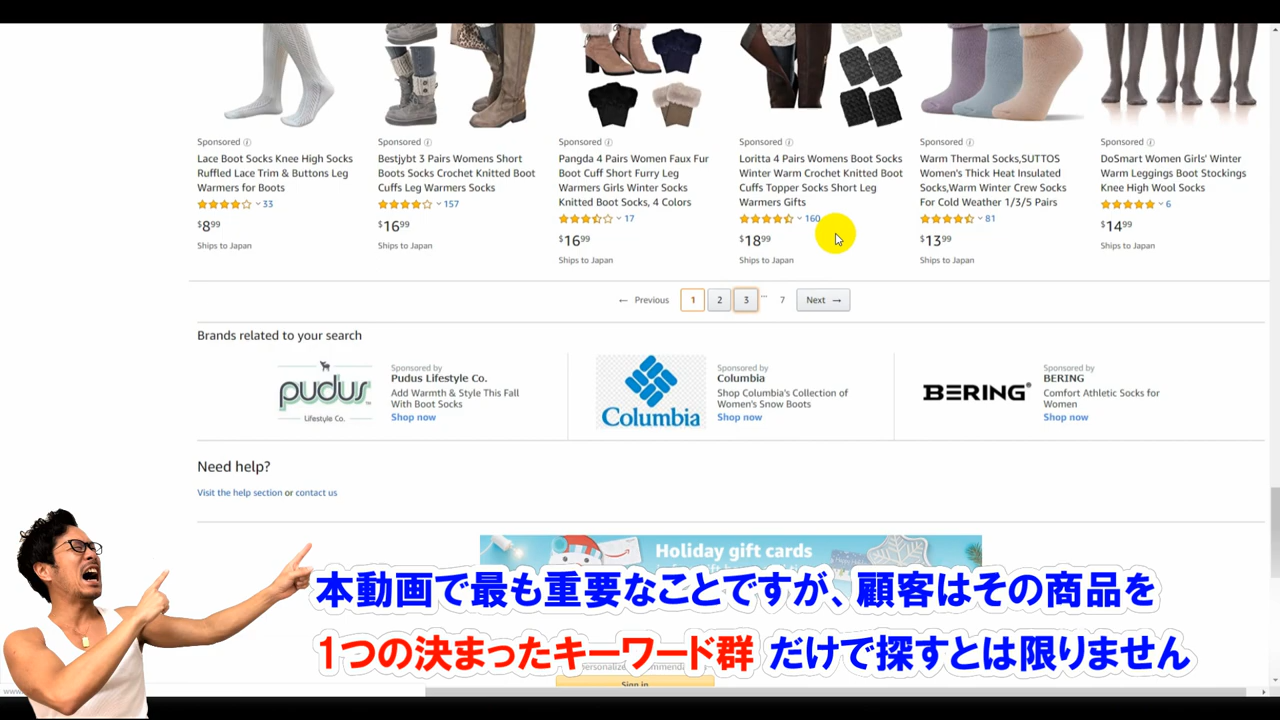 Sponsored
Lace Boot Socks Knee High Socks
Ruffled Lace Trim & Buttons Leg
Warmers for Boots
33
$8.99
Ships to Japan
Sponsored
Bestjybt 3 Pairs Womens Short
Boots Socks Crochet Knitted Boot
Cuffs Leg Warmers Socks
157
$16.99
Ships to Japan
Sponsored
Pangda 4 Pairs Women Faux Fur
Boot Cuff Short Furry Leg
Warmers Girls Winter Socks
Knitted Boot Socks, 4 Colors
17
$16.99
Ships to Japan
Sponsored
Loritta 4 Pairs Womens Boot Socks
Winter Warm Crochet Knitted Boot
Cuffs Topper Socks Short Leg
Warmers Gifts
160
$18.99
Ships to Japan
Sponsored
Warm Thermal Socks,SUTTOS
Women's Thick Heat Insulated
Socks,Warm Winter Crew Socks
For Cold Weather 1/3/5 Pairs
81
$13.99
Ships to Japan
Sponsored
DoSmart Women Girls' Winter
Warm Leggings Boot Stockings
Knee High Wool Socks
6
$14.99
Ships to Japan
← Previous 1 2 3 ... 7 Next →
Brands related to your search
pudus
Lifestyle Co.
Sponsored by
Pudus Lifestyle Co.
Add Warmth & Style This Fall
With Boot Socks
Shop now
Columbia
Sponsored by
Columbia
Shop Columbia's Collection of
Women's Snow Boots
Shop now
BERING
Sponsored by
BERING
Comfort Athletic Socks for
Women
Shop now
Need help?
Visit the help section or contact us
Holiday gift cards
本動画で最も重要なことですが、顧客はその商品を
1つの決まったキーワード群 だけで探すとは限りません
Sign in